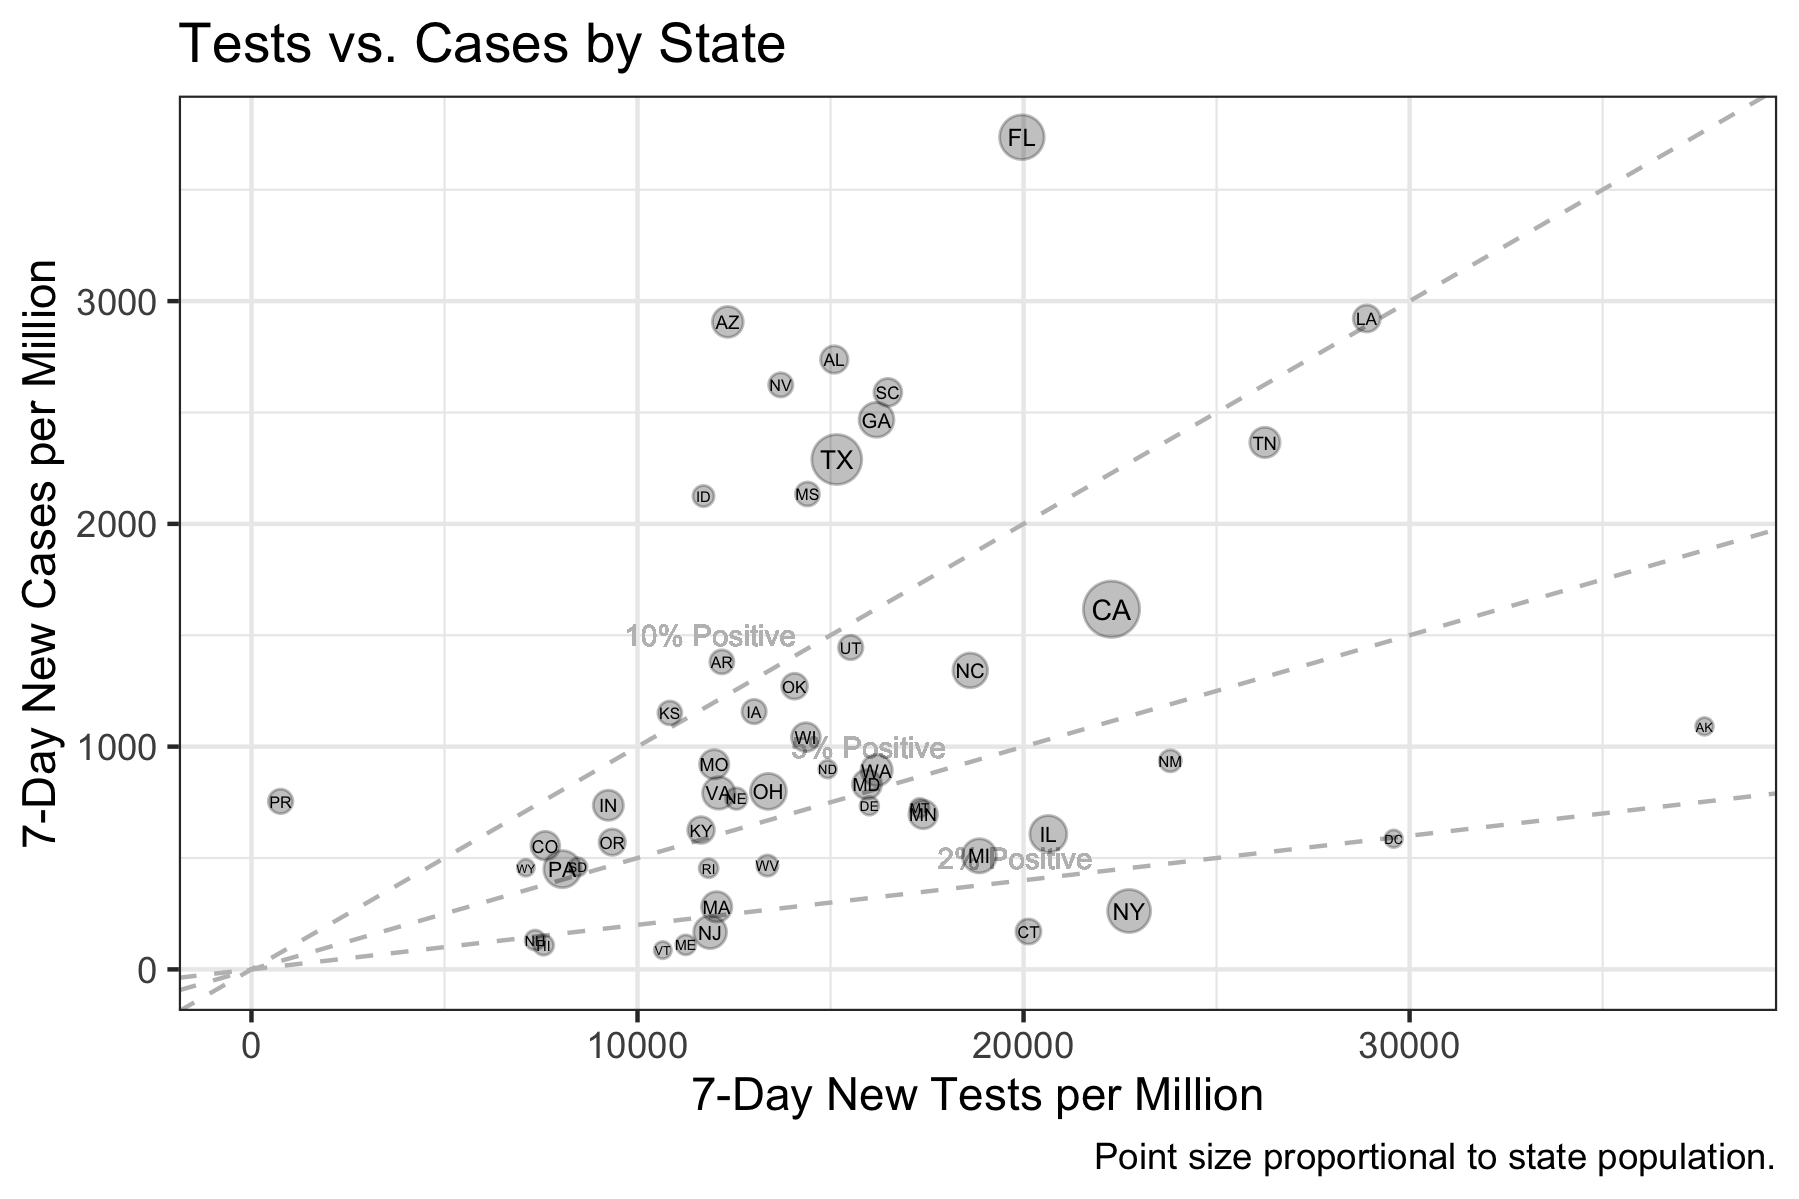 Tests vs. Cases by State
7-Day New Cases per Million
3000
2000
1000
0
FL
AZ
LA
AL
NV
SC
GA
TN
TX
ID
MS
CA
10% Positive
UT
AR
NC
OK
KS
IA
AK
WI
5% Positive
NM
MO
ND
WA
MD
VA
NE
OH
PR
IN
DE
MT
MN
KY
IL
OR
DC
CO
MI
2% Positive
WY
PA
SD
RI
WV
MA
NY
NJ
CT
NH
HI
ME
VT
0
10000
20000
30000
7-Day New Tests per Million
Point size proportional to state population.